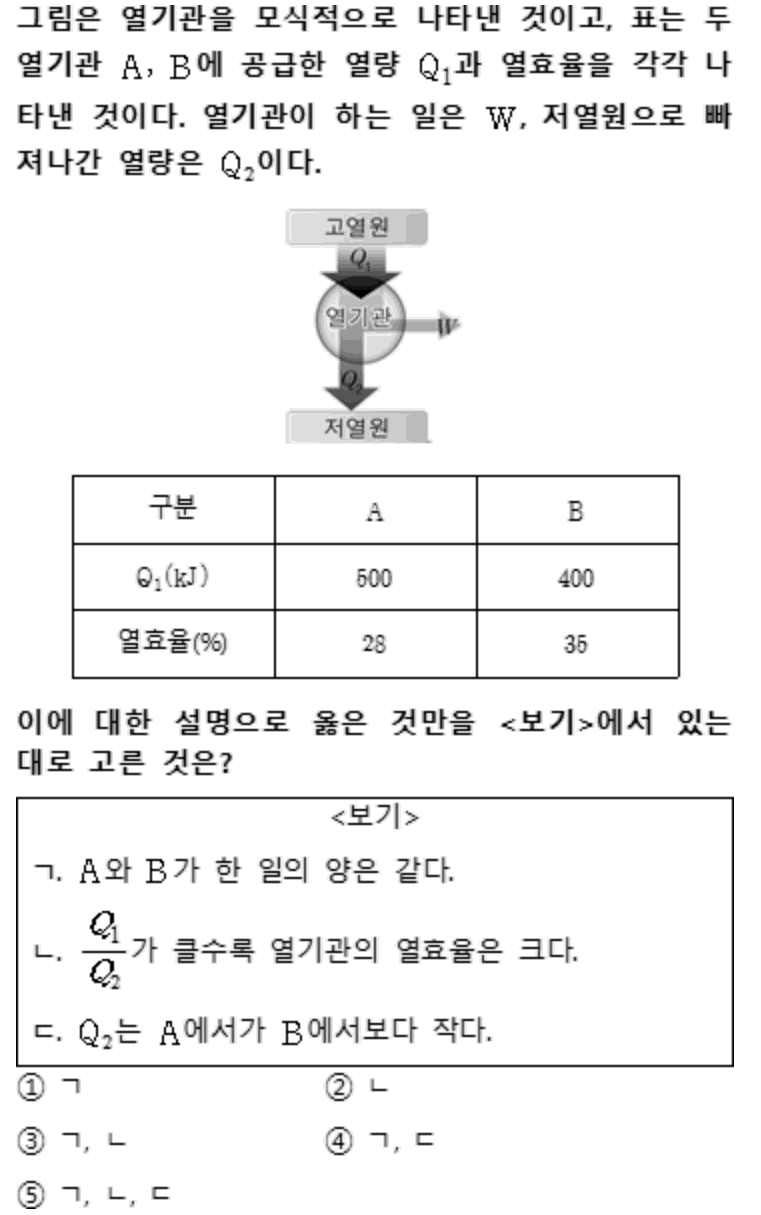 그림은 열기관을 모식적으로 나타낸 것이고, 표는 두
열기관 A, B에 공급한 열량 Q₁과 열효율을 각각 나
타낸 것이다. 열기관이 하는 일은 W, 저열원으로 빠
져나간 열량은 Q₂이다.
고열원
Q₁
열기관
W
Q₂
저열원
구분 A B
Q₁(kJ) 500 400
열효율(%) 28 35
이에 대한 설명으로 옳은 것만을 <보기>에서 있는
대로 고른 것은?
<보기>
ㄱ. A와 B가 한 일의 양은 같다.
ㄴ. Q₁/Q₂가 클수록 열기관의 열효율은 크다.
ㄷ. Q₂는 A에서가 B에서보다 작다.
① ㄱ ② ㄴ
③ ㄱ, ㄴ ④ ㄱ, ㄷ
⑤ ㄱ, ㄴ, ㄷ